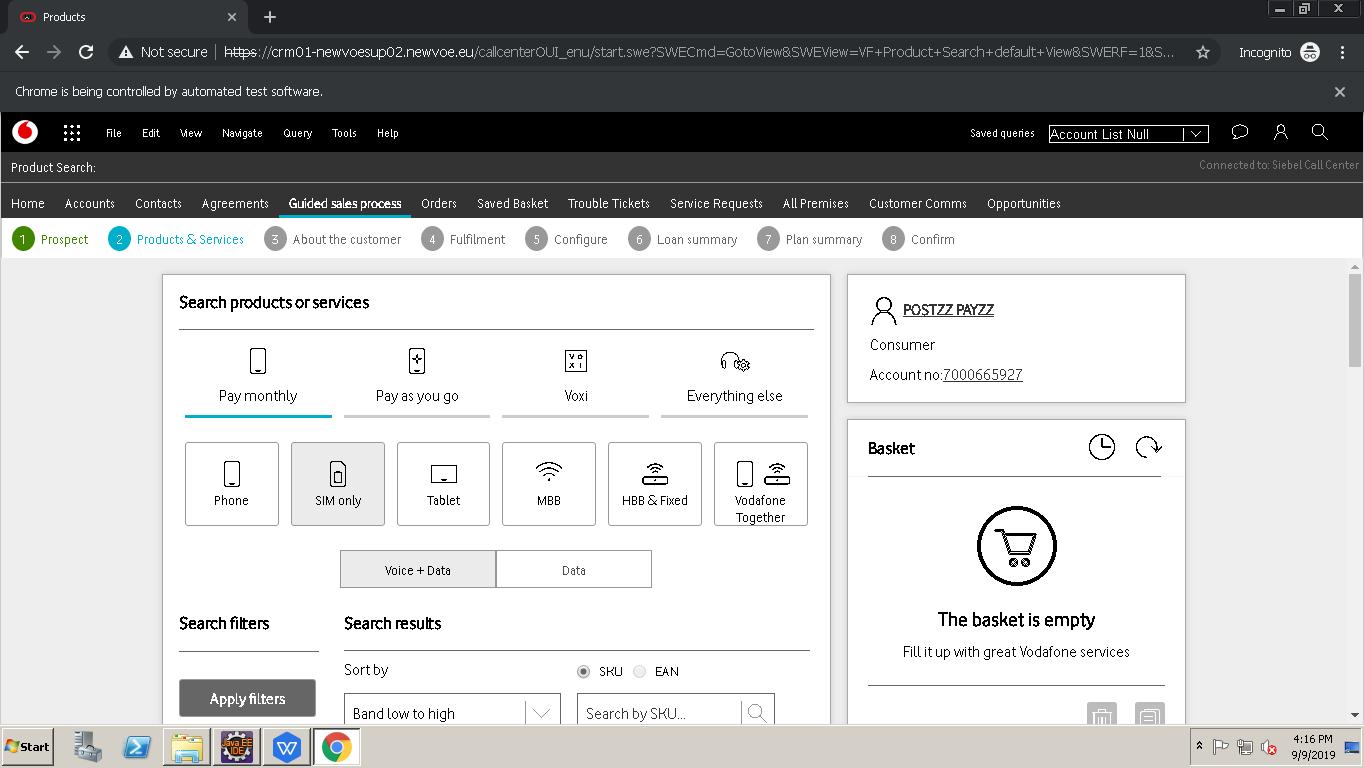 Products
Not secure
https://crm01-newvoesup02.newvoe.eu/callcenterOUI_enu/start.swe?SWECmd=GotoView&SWEView=VF+Product+Search+default+View&SWERF=1&S...
Incognito
Chrome is being controlled by automated test software.
File Edit View Navigate Query Tools Help
Saved queries Account List Null
Product Search:
Connected to: Siebel Call Center
Home Accounts Contacts Agreements Guided sales process Orders Saved Basket Trouble Tickets Service Requests All Premises Customer Comms Opportunities
1 Prospect 2 Products & Services 3 About the customer 4 Fulfilment 5 Configure 6 Loan summary 7 Plan summary 8 Confirm
Search products or services
Pay monthly Pay as you go VOXI Voxi Everything else
Phone SIM only Tablet MBB HBB & Fixed Vodafone Together
Voice + Data Data
Search filters
Apply filters
Search results
Sort by
SKU EAN
Band low to high
Search by SKU...
POSTZZ PAYZZ
Consumer
Account no:7000665927
Basket
The basket is empty
Fill it up with great Vodafone services
Start
Java EE
IDE
W
4:16 PM
9/9/2019